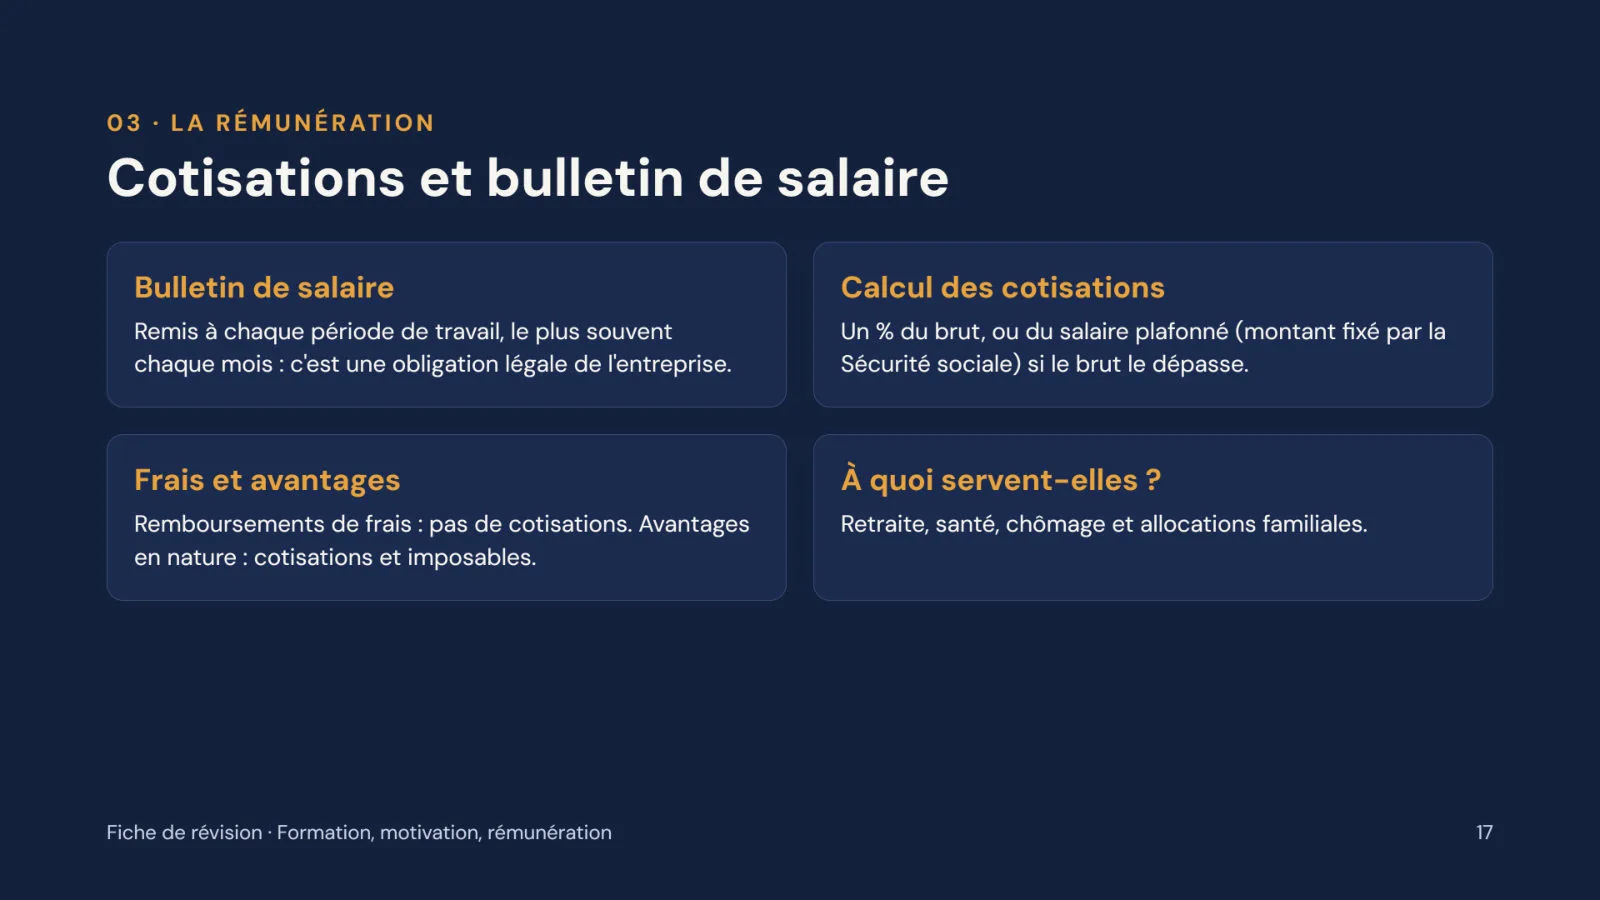 03 · LA RÉMUNÉRATION
Cotisations et bulletin de salaire
Bulletin de salaire
Remis à chaque période de travail, le plus souvent
chaque mois : c'est une obligation légale de l'entreprise.
Calcul des cotisations
Un % du brut, ou du salaire plafonné (montant fixé par la
Sécurité sociale) si le brut le dépasse.
Frais et avantages
Remboursements de frais : pas de cotisations. Avantages
en nature : cotisations et imposables.
À quoi servent-elles ?
Retraite, santé, chômage et allocations familiales.
Fiche de révision · Formation, motivation, rémunération
17